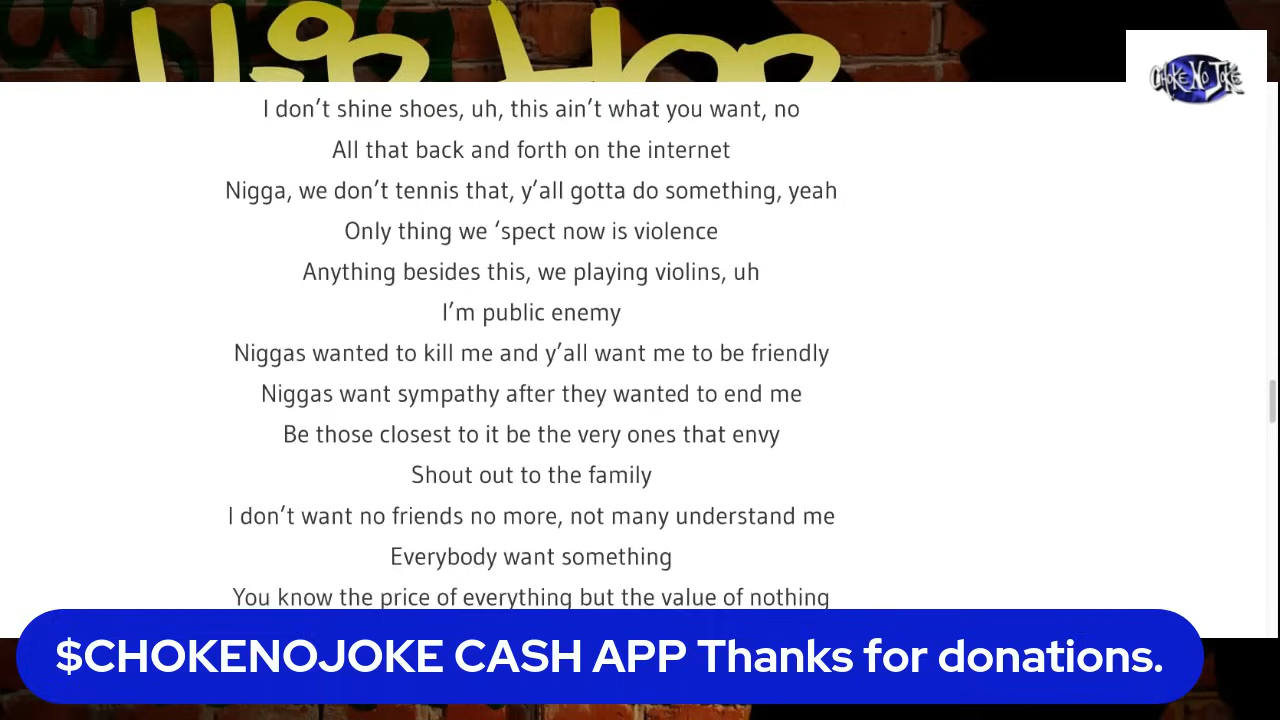 Hip Hop
CHOKE NO JOKE
I don’t shine shoes, uh, this ain’t what you want, no
All that back and forth on the internet
Nigga, we don’t tennis that, y’all gotta do something, yeah
Only thing we ‘spect now is violence
Anything besides this, we playing violins, uh
I’m public enemy
Niggas wanted to kill me and y’all want me to be friendly
Niggas want sympathy after they wanted to end me
Be those closest to it be the very ones that envy
Shout out to the family
I don’t want no friends no more, not many understand me
Everybody want something
You know the price of everything but the value of nothing
$CHOKENOJOKE CASH APP Thanks for donations.